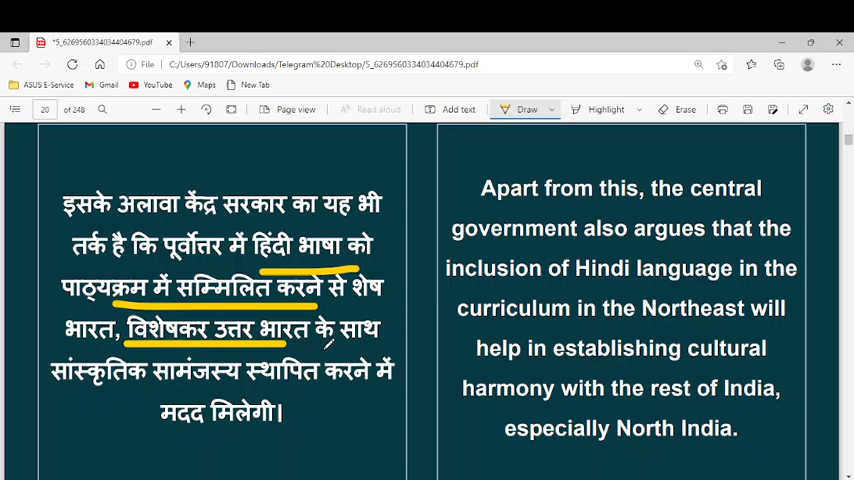 *5_6269560334034404679.pdf
File
C:/Users/91807/Downloads/Telegram%20Desktop/5_6269560334034404679.pdf
ASUS E-Service
Gmail
YouTube
Maps
New Tab
20 of 248
Page view
Read aloud
Add text
Draw
Highlight
Erase
इसके अलावा केंद्र सरकार का यह भी
तर्क है कि पूर्वोत्तर में हिंदी भाषा को
पाठ्यक्रम में सम्मिलित करने से शेष
भारत, विशेषकर उत्तर भारत के साथ
सांस्कृतिक सामंजस्य स्थापित करने में
मदद मिलेगी।
Apart from this, the central
government also argues that the
inclusion of Hindi language in the
curriculum in the Northeast will
help in establishing cultural
harmony with the rest of India,
especially North India.